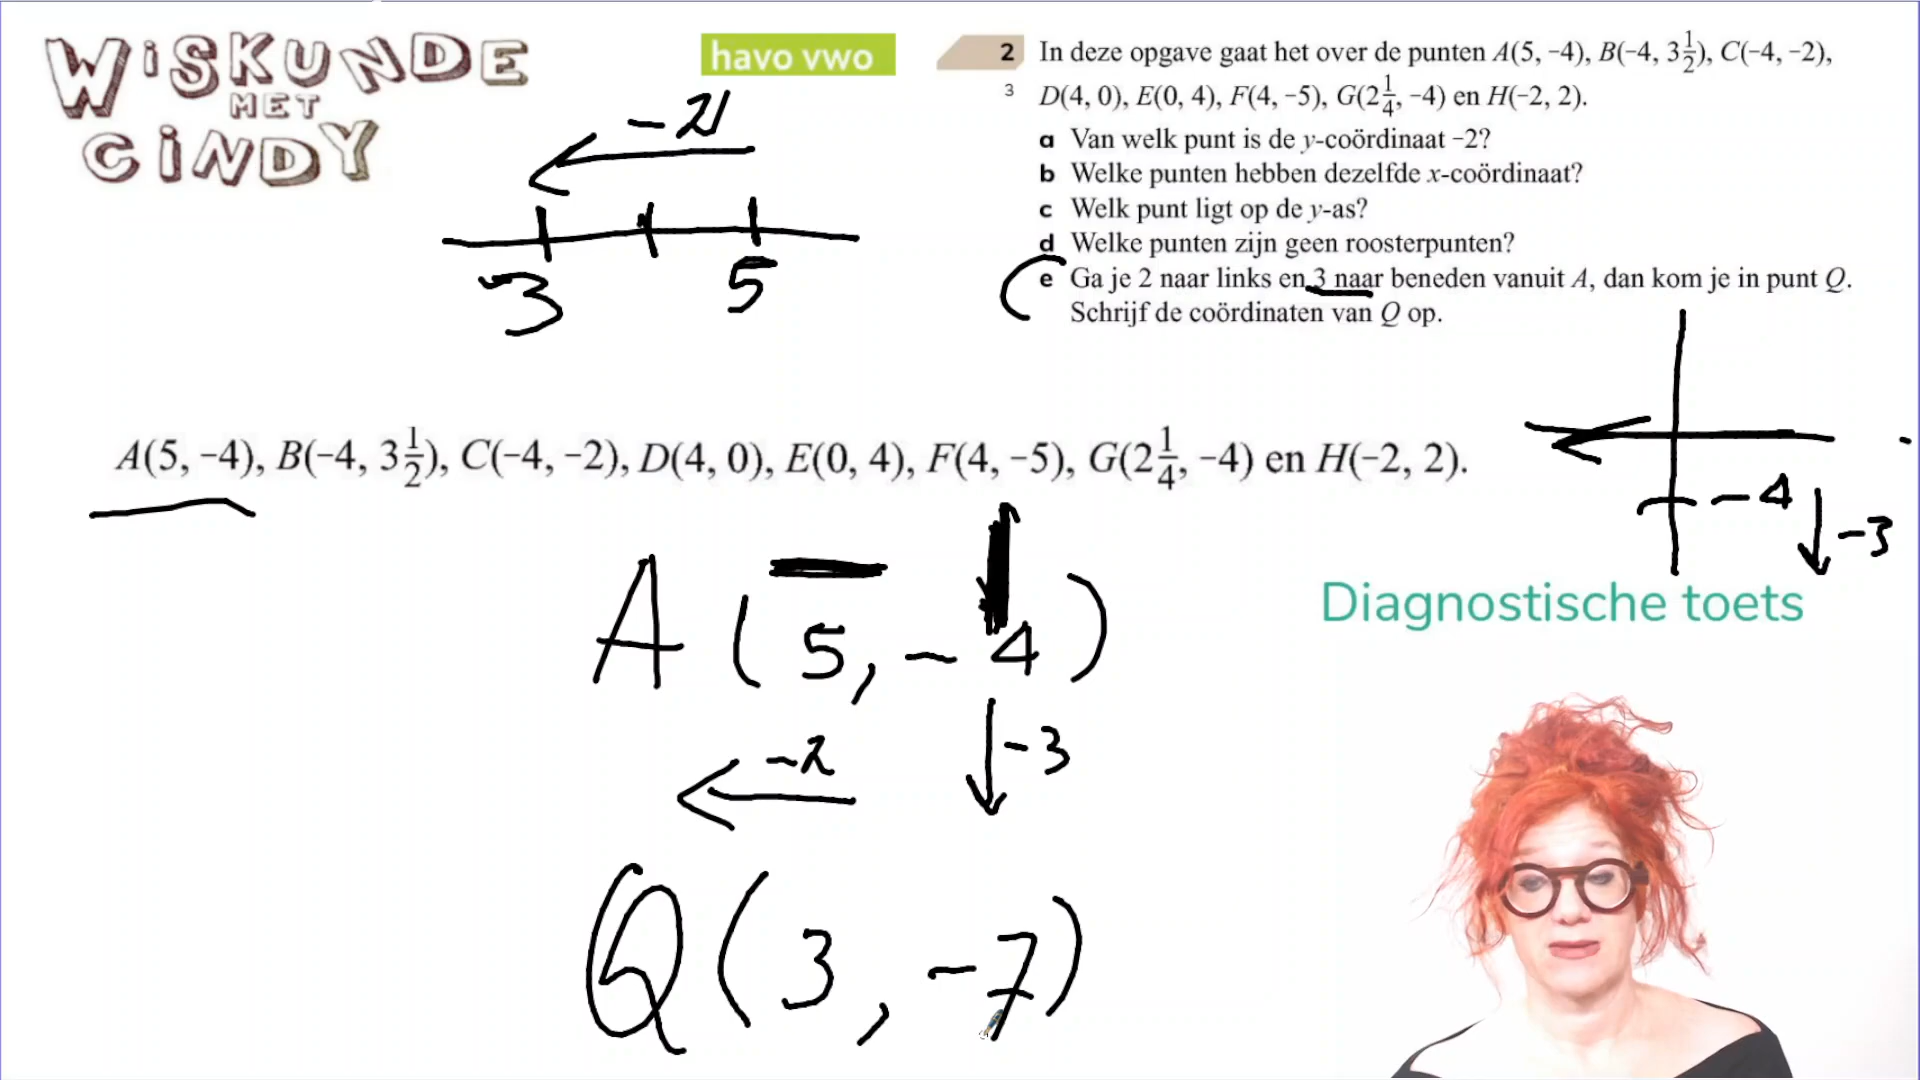 WiSKUNDE
MET
CiNDY
havo vwo
2 In deze opgave gaat het over de punten A(5, −4), B(−4, 3½), C(−4, −2),
3 D(4, 0), E(0, 4), F(4, −5), G(2¼, −4) en H(−2, 2).
a Van welk punt is de y-coördinaat −2?
b Welke punten hebben dezelfde x-coördinaat?
c Welk punt ligt op de y-as?
d Welke punten zijn geen roosterpunten?
e Ga je 2 naar links en 3 naar beneden vanuit A, dan kom je in punt Q.
Schrijf de coördinaten van Q op.
−2
3 5
A(5, −4), B(−4, 3½), C(−4, −2), D(4, 0), E(0, 4), F(4, −5), G(2¼, −4) en H(−2, 2).
−4
−3
Diagnostische toets
A (5, −4)
−2 −3
Q (3, −7)